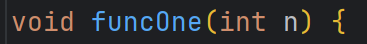 void funcOne(int n) {